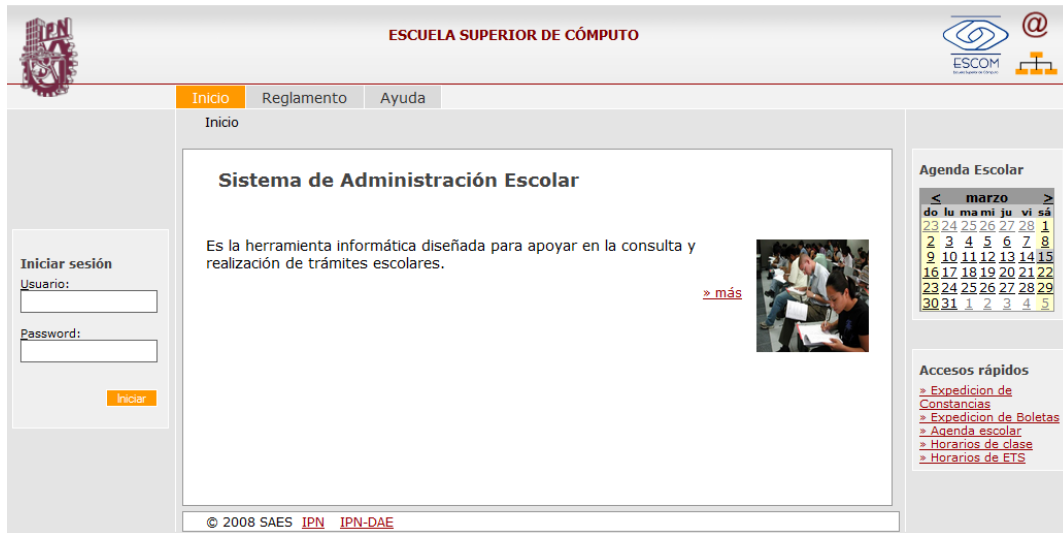 IPN
ESCUELA SUPERIOR DE CÓMPUTO
@
ESCOM
Escuela Superior de Cómputo
Inicio Reglamento Ayuda
Inicio
Iniciar sesión
Usuario:
Password:
Iniciar
Sistema de Administración Escolar
Es la herramienta informática diseñada para apoyar en la consulta y
realización de trámites escolares.
» más
Agenda Escolar
< marzo >
do lu ma mi ju vi sá
23 24 25 26 27 28 1
2 3 4 5 6 7 8
9 10 11 12 13 14 15
16 17 18 19 20 21 22
23 24 25 26 27 28 29
30 31 1 2 3 4 5
Accesos rápidos
» Expedicion de
Constancias
» Expedicion de Boletas
» Agenda escolar
» Horarios de clase
» Horarios de ETS
© 2008 SAES IPN IPN-DAE